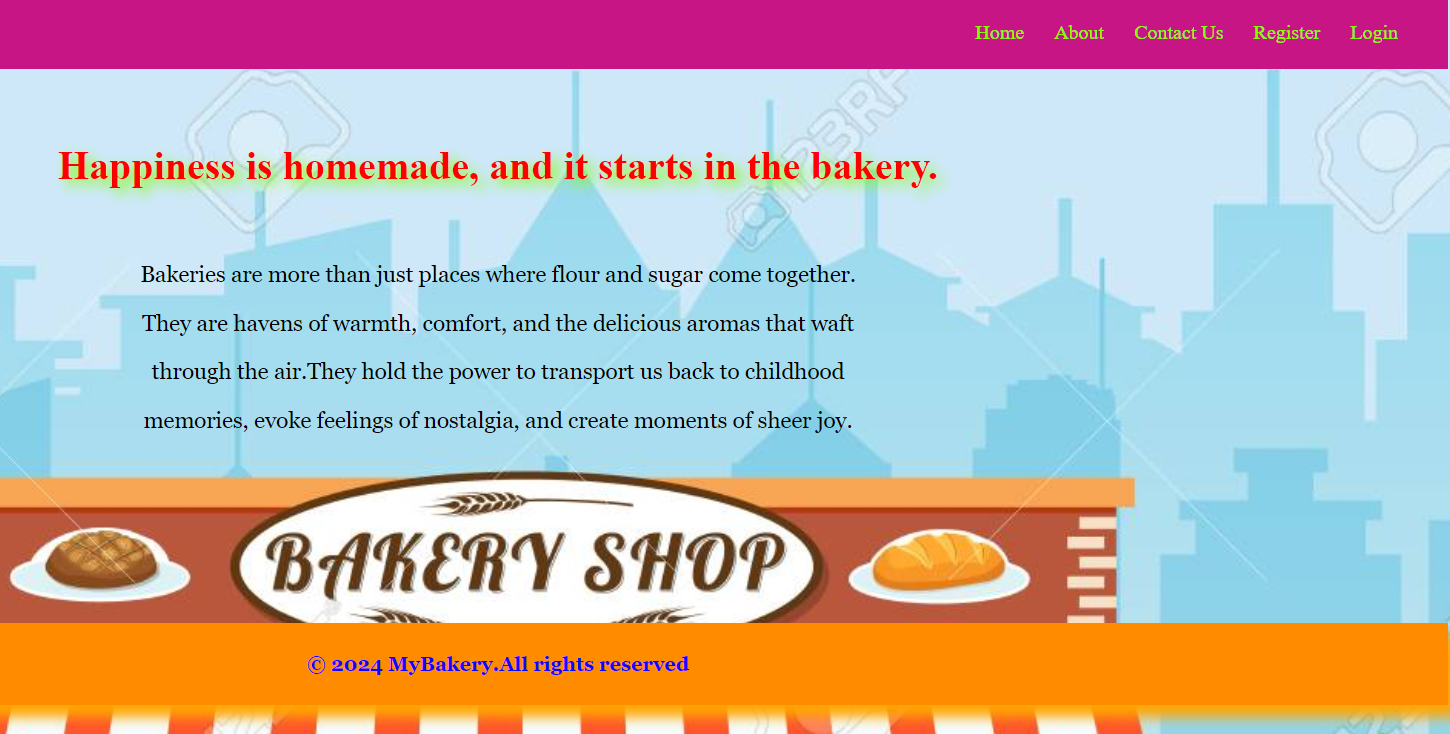 Home About Contact Us Register Login
123RF
Happiness is homemade, and it starts in the bakery.
Bakeries are more than just places where flour and sugar come together.
They are havens of warmth, comfort, and the delicious aromas that waft
through the air.They hold the power to transport us back to childhood
memories, evoke feelings of nostalgia, and create moments of sheer joy.
BAKERY SHOP
© 2024 MyBakery.All rights reserved